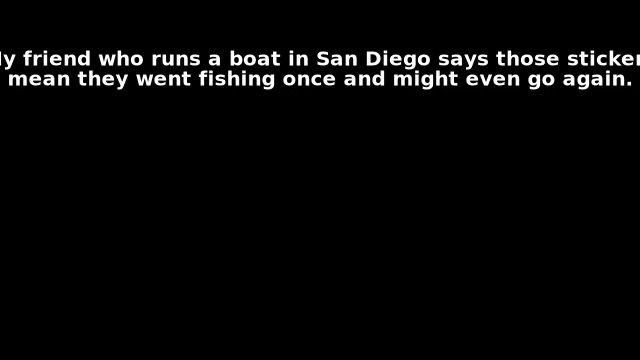 y friend who runs a boat in San Diego says those sticker
mean they went fishing once and might even go again.